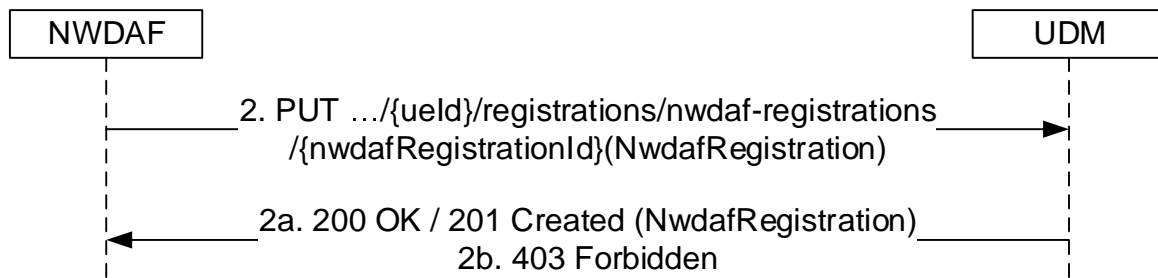 NWDAF
UDM
2. PUT …/{ueId}/registrations/nwdaf-registrations
/{nwdafRegistrationId}(NwdafRegistration)
2a. 200 OK / 201 Created (NwdafRegistration)
2b. 403 Forbidden